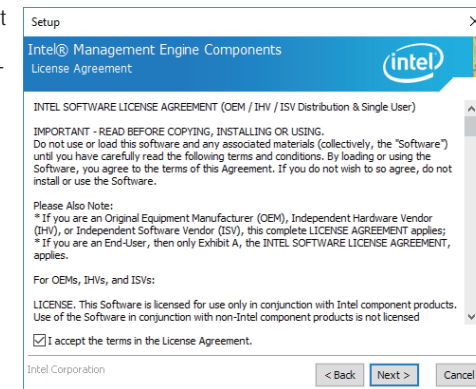 t
-
Setup
Intel® Management Engine Components
License Agreement
intel
INTEL SOFTWARE LICENSE AGREEMENT (OEM / IHV / ISV Distribution & Single User)
IMPORTANT - READ BEFORE COPYING, INSTALLING OR USING.
Do not use or load this software and any associated materials (collectively, the "Software")
until you have carefully read the following terms and conditions. By loading or using the
Software, you agree to the terms of this Agreement. If you do not wish to so agree, do not
install or use the Software.
Please Also Note:
* If you are an Original Equipment Manufacturer (OEM), Independent Hardware Vendor
(IHV), or Independent Software Vendor (ISV), this complete LICENSE AGREEMENT applies;
* If you are an End-User, then only Exhibit A, the INTEL SOFTWARE LICENSE AGREEMENT,
applies.
For OEMs, IHVs, and ISVs:
LICENSE. This Software is licensed for use only in conjunction with Intel component products.
Use of the Software in conjunction with non-Intel component products is not licensed
I accept the terms in the License Agreement.
Intel Corporation
< Back Next > Cancel